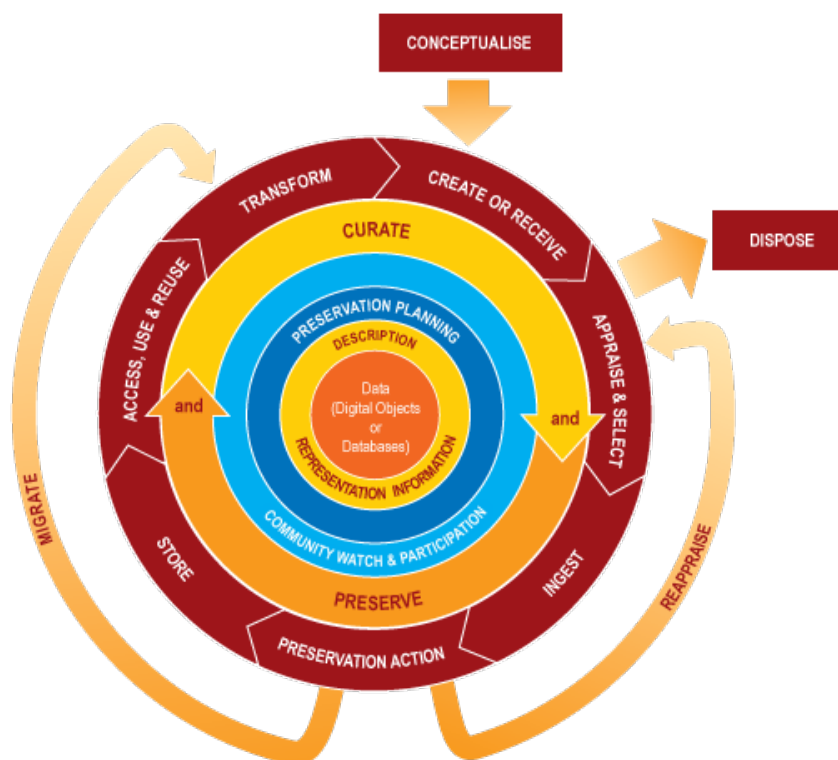 CONCEPTUALISE
TRANSFORM
CREATE OR RECEIVE
DISPOSE
CURATE
ACCESS, USE & REUSE
APPRAISE & SELECT
PRESERVATION PLANNING
DESCRIPTION
and
Data
(Digital Objects
or
Databases)
and
REPRESENTATION INFORMATION
COMMUNITY WATCH & PARTICIPATION
MIGRATE
STORE
INGEST
REAPPRAISE
PRESERVE
PRESERVATION ACTION